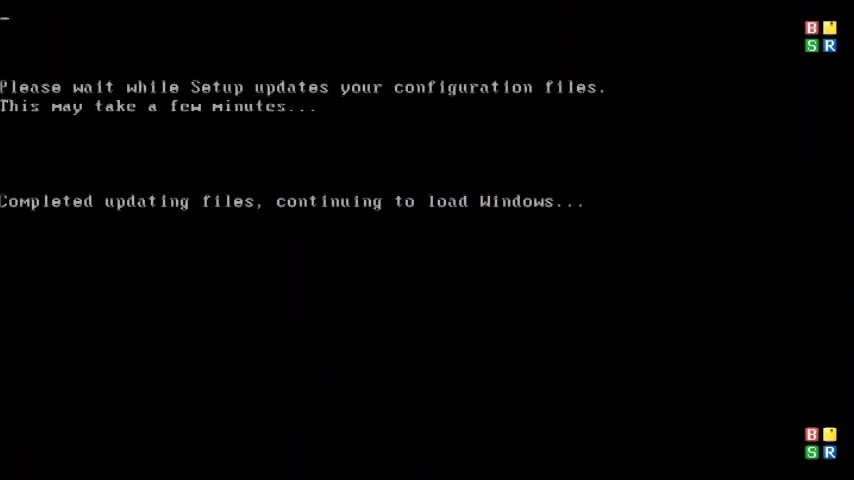 B
S R
Please wait while Setup updates your configuration files.
This may take a few minutes...
Completed updating files, continuing to load Windows...
B
S R